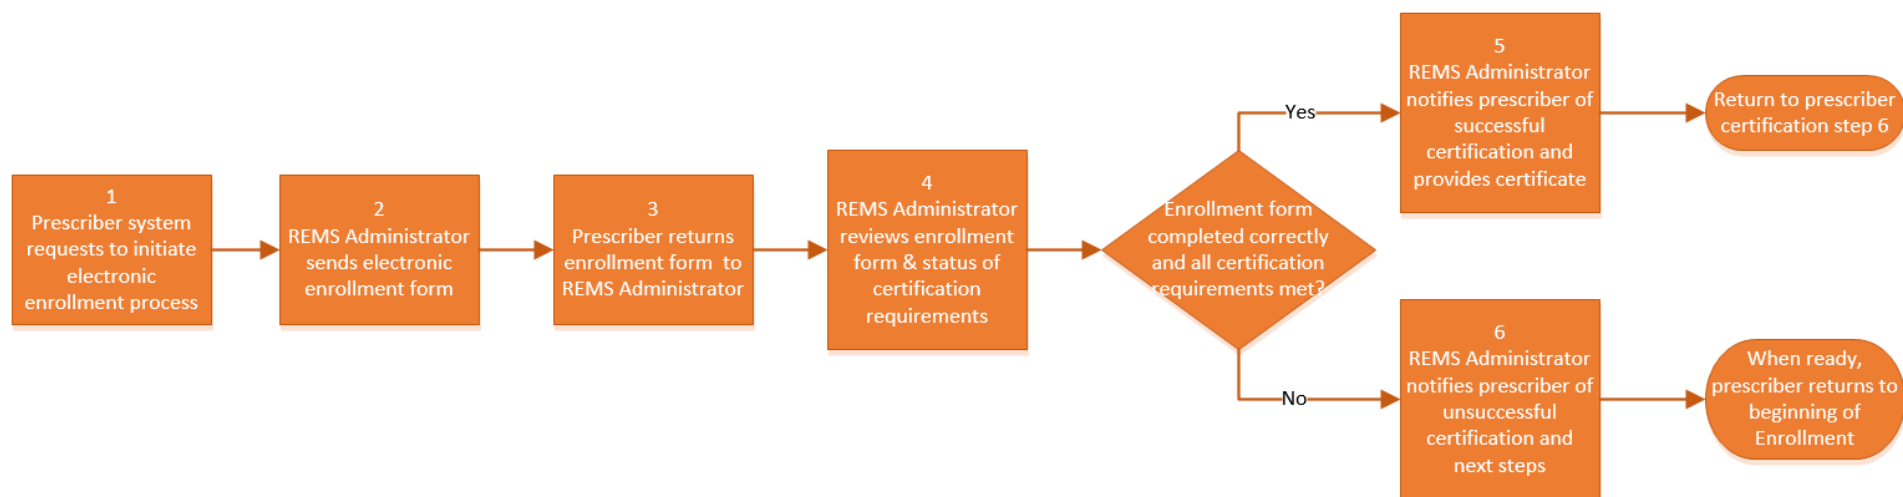 1
Prescriber system
requests to initiate
electronic
enrollment process
2
REMS Administrator
sends electronic
enrollment form
3
Prescriber returns
enrollment form  to
REMS Administrator
4
REMS Administrator
reviews enrollment
form & status of
certification
requirements
Enrollment form
completed correctly
and all certification
requirements met?
Yes
5
REMS Administrator
notifies prescriber of
successful
certification and
provides certificate
Return to prescriber
certification step 6
No
6
REMS Administrator
notifies prescriber of
unsuccessful
certification and
next steps
When ready,
prescriber returns to
beginning of
Enrollment